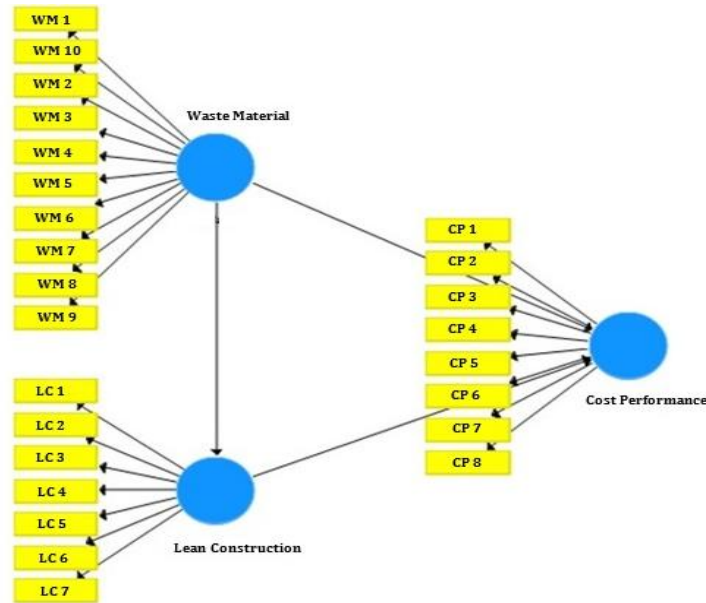 WM 1
WM 10
WM 2
WM 3
WM 4
WM 5
WM 6
WM 7
WM 8
WM 9
Waste Material
CP 1
CP 2
CP 3
CP 4
CP 5
CP 6
CP 7
CP 8
Cost Performance
LC 1
LC 2
LC 3
LC 4
LC 5
LC 6
LC 7
Lean Construction